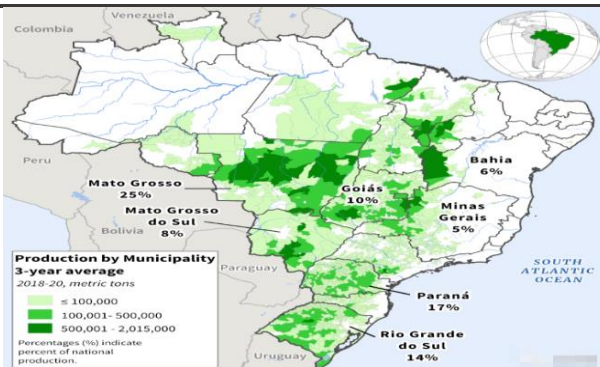 Venezuela
Colombia
Peru
Mato Grosso
25%
Mato Grosso
do Sul
8%
Bolivia
Goiás
10%
Bahia
6%
Minas
Gerais
5%
Production by Municipality
3-year average
2018-20, metric tons
≤ 100,000
100,001- 500,000
500,001 - 2,015,000
Percentages (%) indicate
percent of national
production.
Paraguay
SOUTH
ATLANTIC
OCEAN
Paraná
17%
Rio Grande
do Sul
14%
Uruguay